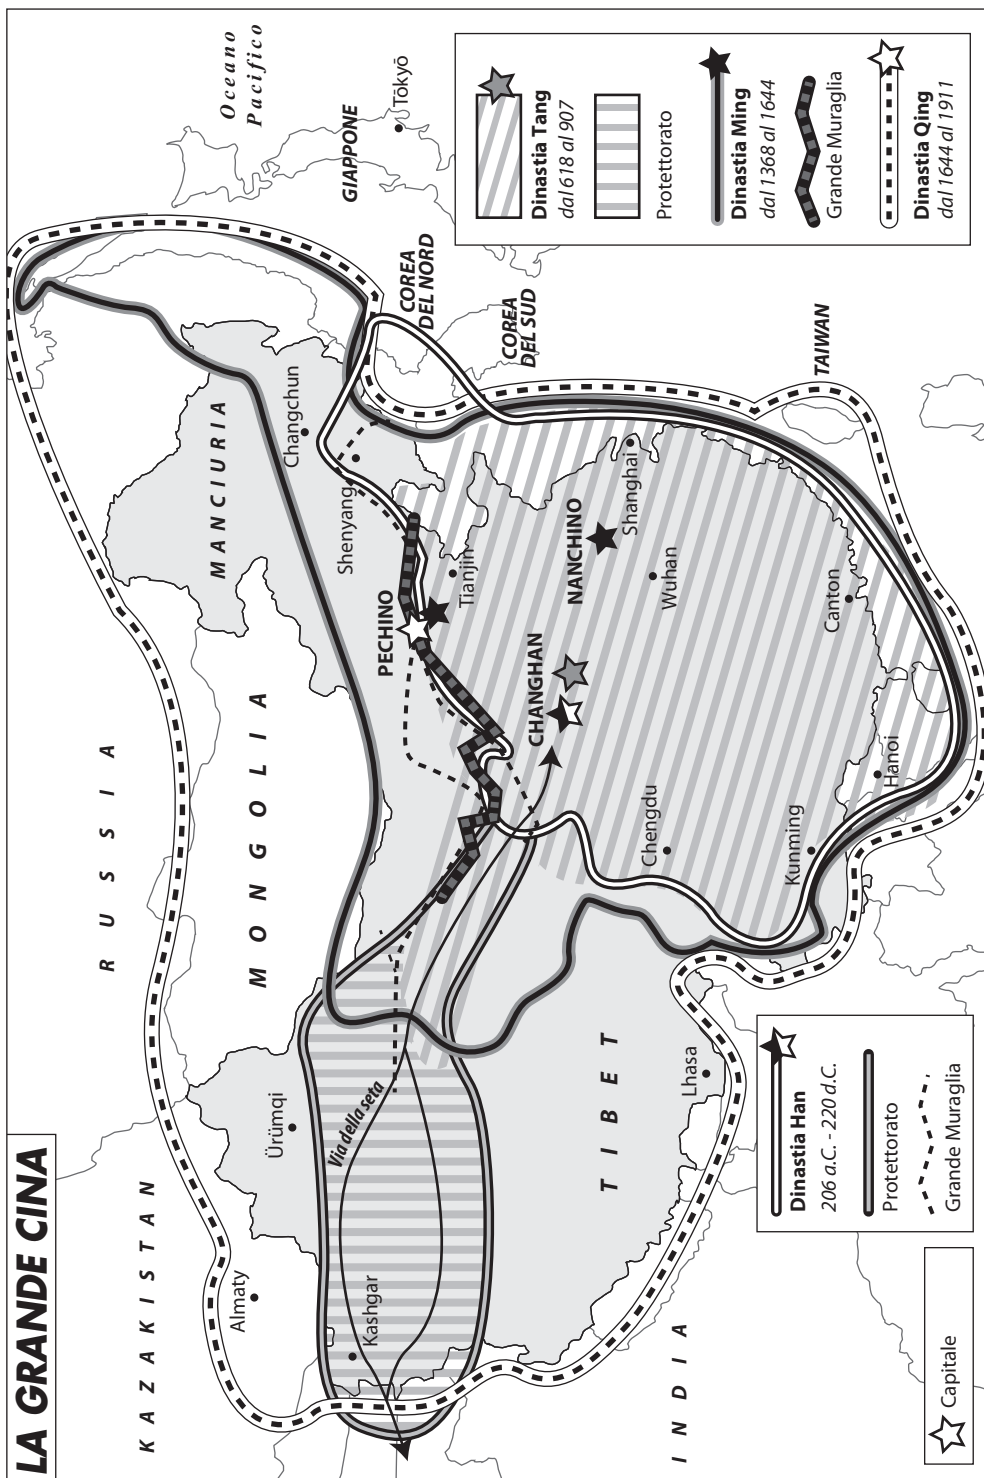 LA GRANDE CINA
KAZAKISTAN
RUSSIA
MONGOLIA
MANCIURIA
Oceano
Pacifico
GIAPPONE
Tōkyō
COREA
DEL NORD
COREA
DEL SUD
TAIWAN
Almaty
Ürümqi
Kashgar
Via della seta
Changchun
Shenyang
PECHINO
Tianjin
NANCHINO
Shanghai
CHANGHAN
Wuhan
Chengdu
Canton
Kunming
Hanoi
TIBET
Lhasa
INDIA
Capitale
Dinastia Han
206 a.C. - 220 d.C.
Protettorato
Grande Muraglia
Dinastia Tang
dal 618 al 907
Protettorato
Dinastia Ming
dal 1368 al 1644
Grande Muraglia
Dinastia Qing
dal 1644 al 1911